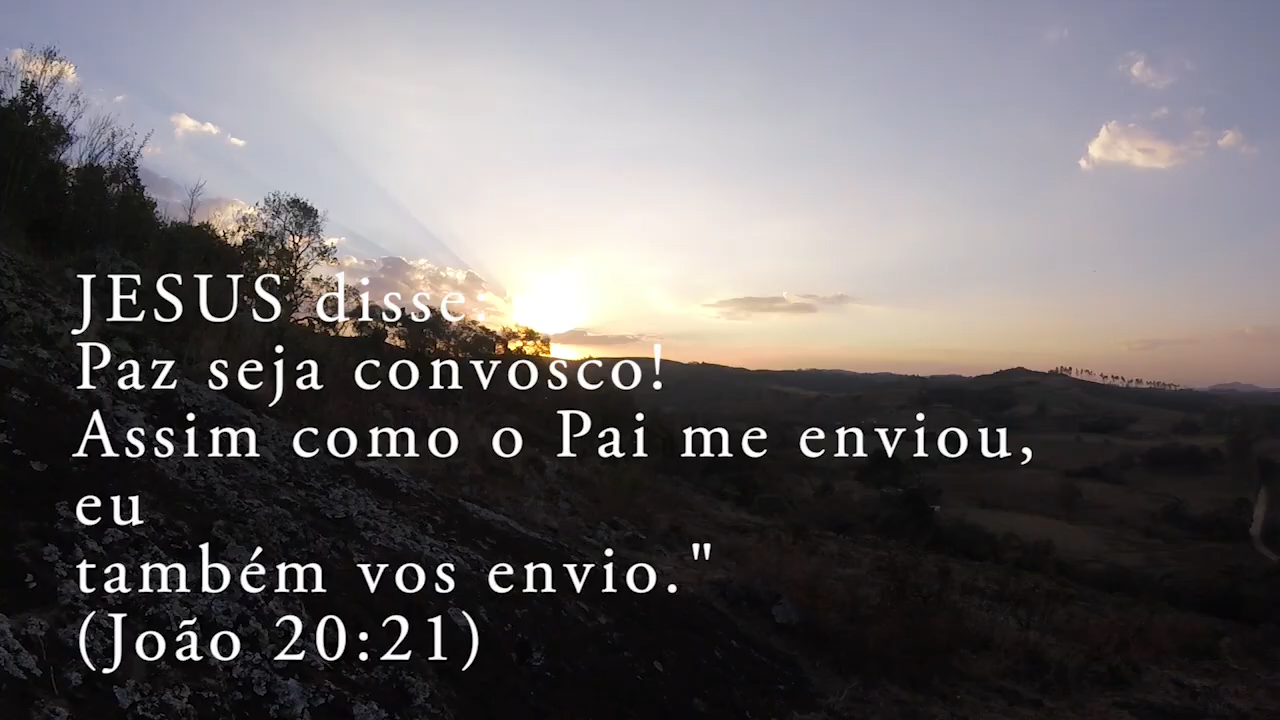 JESUS disse:
Paz seja convosco!
Assim como o Pai me enviou,
eu
também vos envio."
(João 20:21)